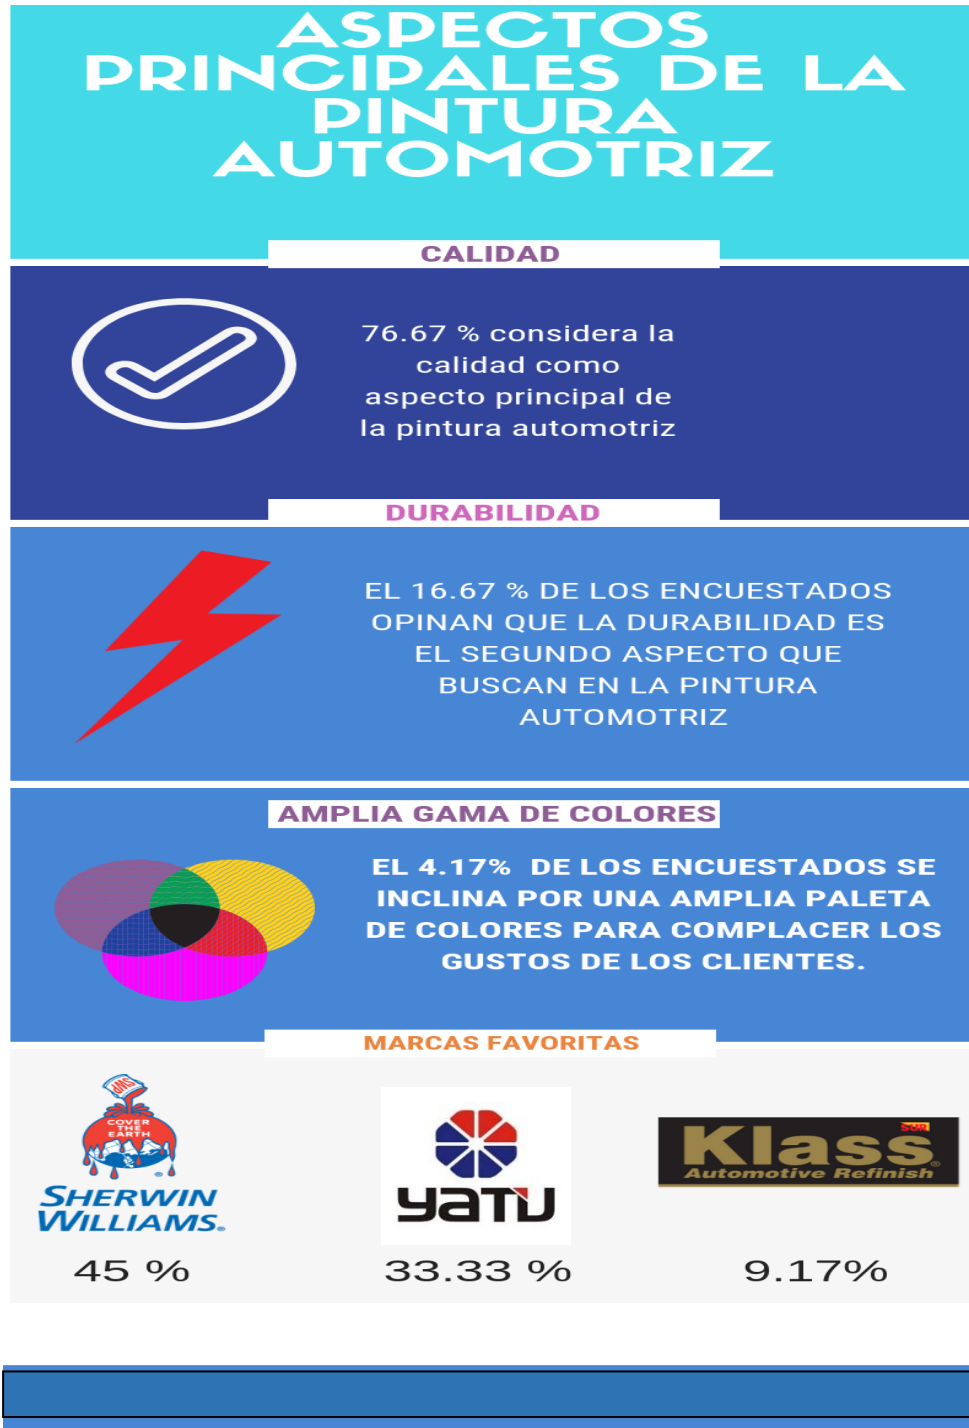 ASPECTOS
PRINCIPALES DE LA
PINTURA
AUTOMOTRIZ
CALIDAD
76.67 % considera la
calidad como
aspecto principal de
la pintura automotriz
DURABILIDAD
EL 16.67 % DE LOS ENCUESTADOS
OPINAN QUE LA DURABILIDAD ES
EL SEGUNDO ASPECTO QUE
BUSCAN EN LA PINTURA
AUTOMOTRIZ
AMPLIA GAMA DE COLORES
EL 4.17% DE LOS ENCUESTADOS SE
INCLINA POR UNA AMPLIA PALETA
DE COLORES PARA COMPLACER LOS
GUSTOS DE LOS CLIENTES.
MARCAS FAVORITAS
SWP
COVER
THE
EARTH
®
SHERWIN
WILLIAMS.
45 %
yaTU
33.33 %
SUR
Klass®
Automotive Refinish
9.17%